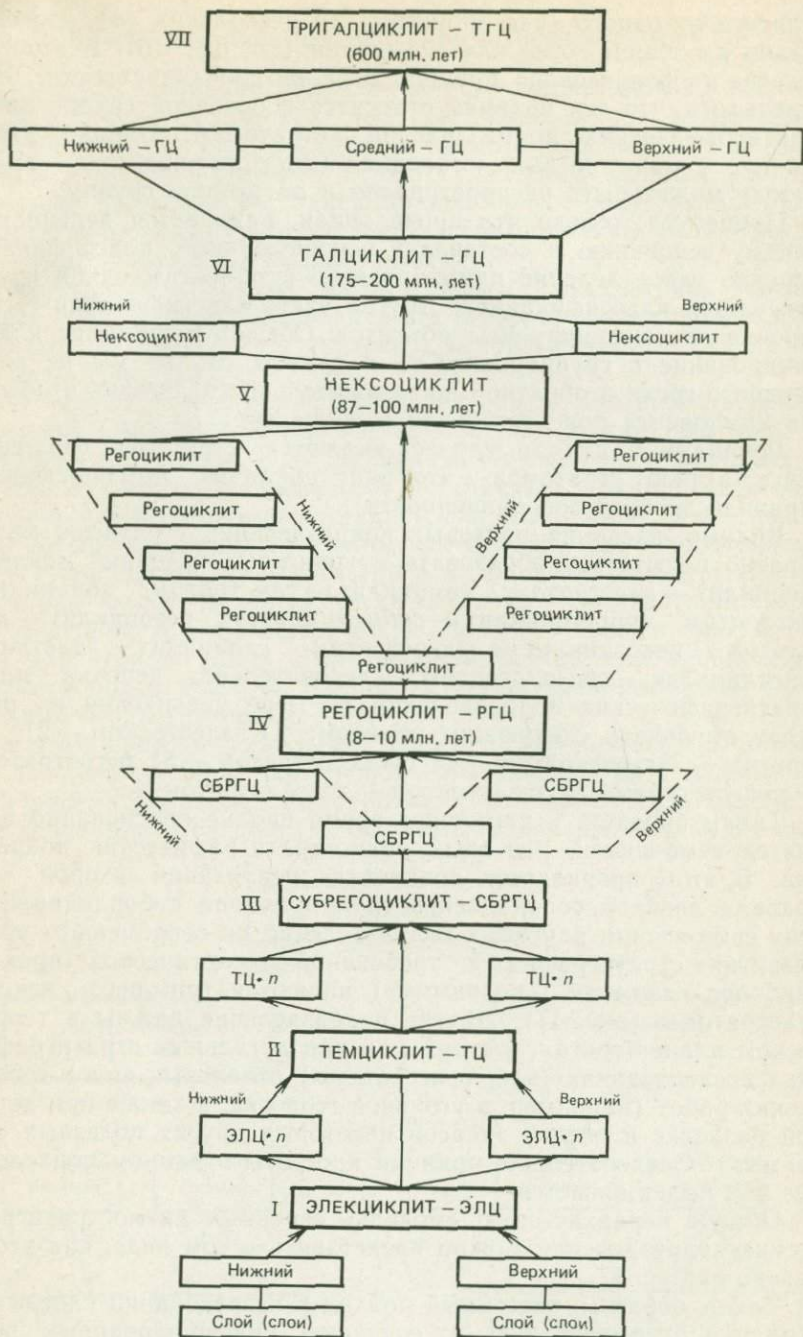 VII
ТРИГАЛЦИКЛИТ – ТГЦ
(600 млн. лет)
Нижний – ГЦ
Средний – ГЦ
Верхний – ГЦ
VI
ГАЛЦИКЛИТ – ГЦ
(175–200 млн. лет)
Нижний
Верхний
Нексоциклит
Нексоциклит
V
НЕКСОЦИКЛИТ
(87–100 млн. лет)
Регоциклит
Регоциклит
Регоциклит
Регоциклит
Нижний
Верхний
Регоциклит
Регоциклит
Регоциклит
Регоциклит
Регоциклит
IV
РЕГОЦИКЛИТ – РГЦ
(8–10 млн. лет)
СБРГЦ
СБРГЦ
Нижний
Верхний
СБРГЦ
III
СУБРЕГОЦИКЛИТ – СБРГЦ
ТЦ • n
ТЦ • n
II
ТЕМЦИКЛИТ – ТЦ
Нижний
Верхний
ЭЛЦ • n
ЭЛЦ • n
I
ЭЛЕКЦИКЛИТ – ЭЛЦ
Нижний
Верхний
Слой (слои)
Слой (слои)